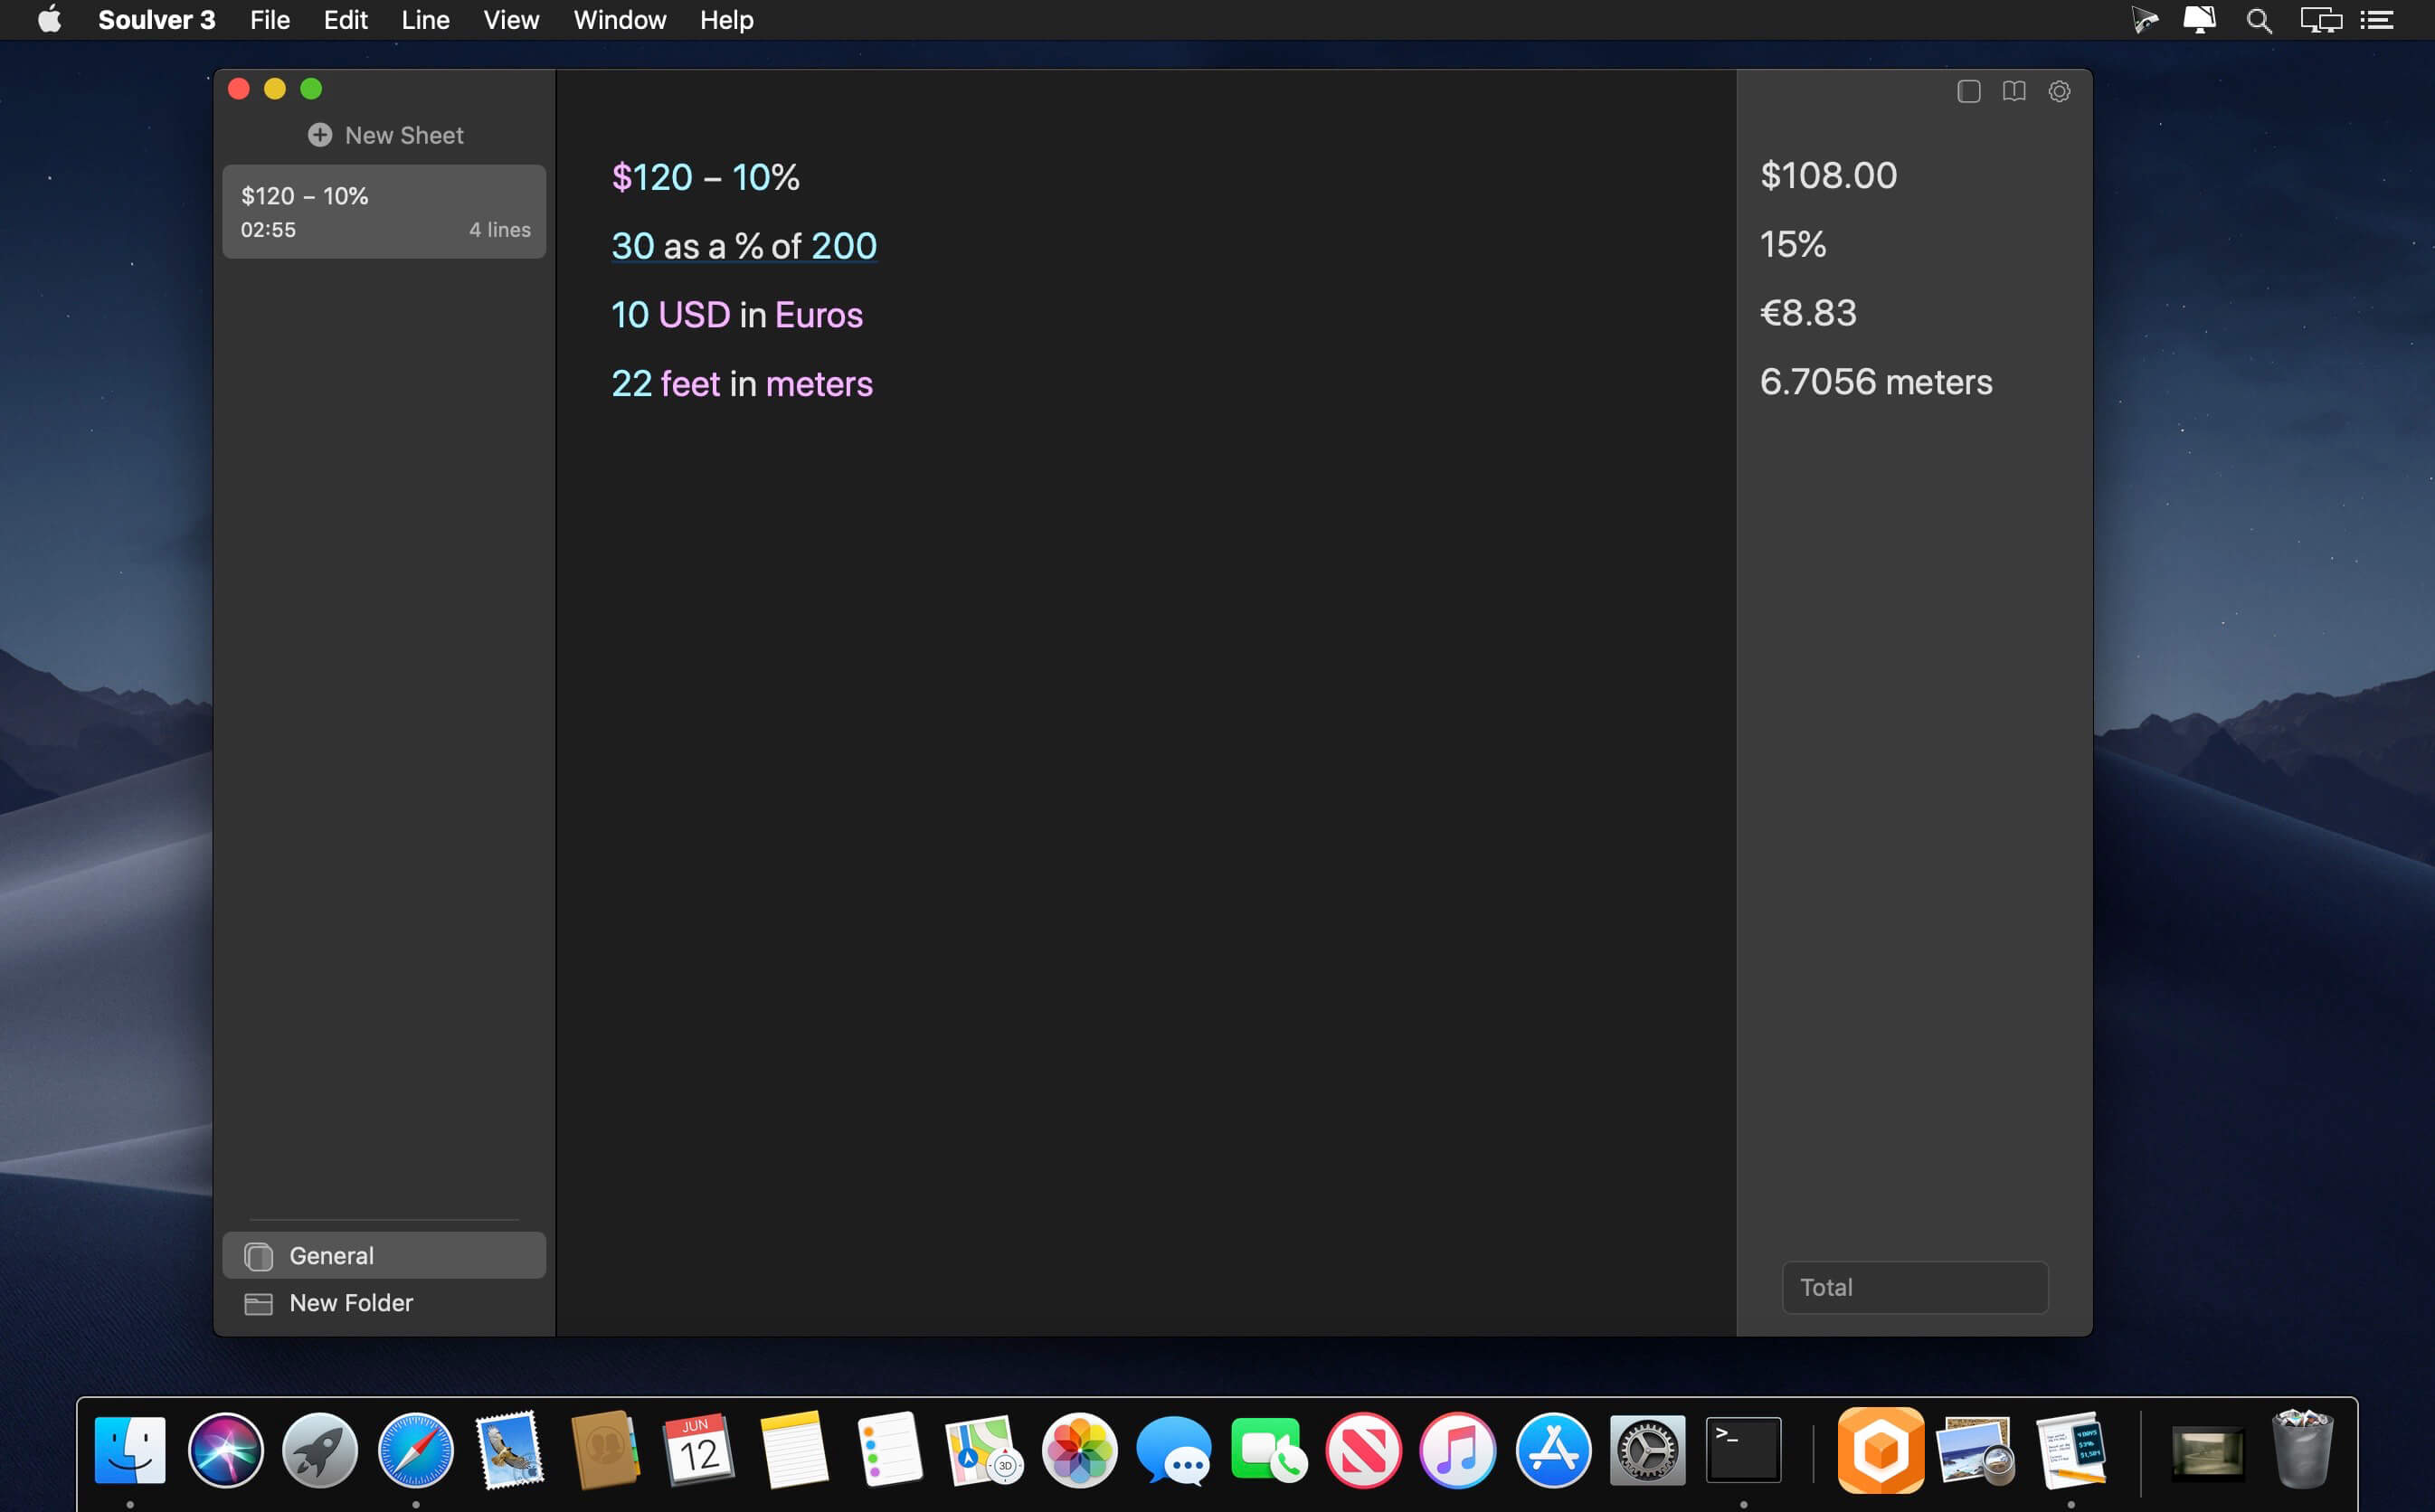 Soulver 3 File Edit Line View Window Help
New Sheet
$120 – 10%
02:55 4 lines
$120 – 10% $108.00
30 as a % of 200 15%
10 USD in Euros €8.83
22 feet in meters 6.7056 meters
General
New Folder
Total
JUN
12
3D
>_